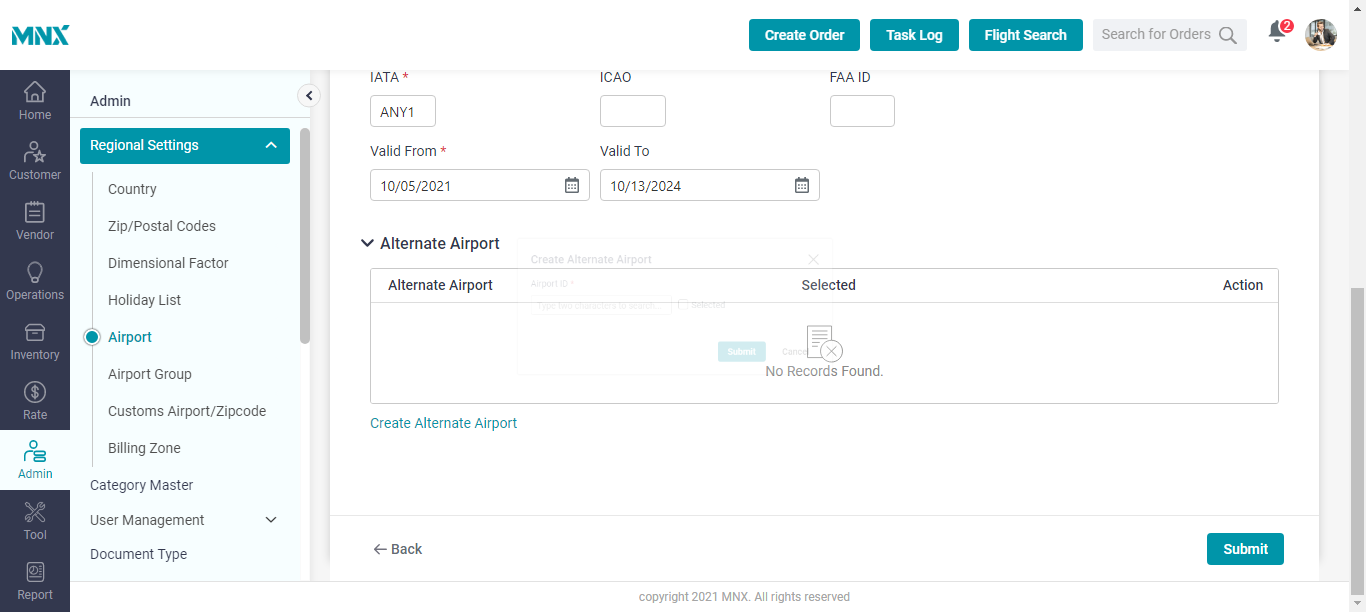 MNX
Create Order
Task Log
Flight Search
Search for Orders
2
Home
Customer
Vendor
Operations
Inventory
Rate
Admin
Tool
Report
Admin
Regional Settings
Country
Zip/Postal Codes
Dimensional Factor
Holiday List
Airport
Airport Group
Customs Airport/Zipcode
Billing Zone
Category Master
User Management
Document Type
IATA *
ICAO
FAA ID
ANY1
Valid From *
Valid To
10/05/2021
10/13/2024
Alternate Airport
Create Alternate Airport
Alternate Airport
Selected
Action
Airport ID *
Type two characters to search...
Selected
Submit
Cancel
No Records Found.
Create Alternate Airport
Back
Submit
copyright 2021 MNX. All rights reserved